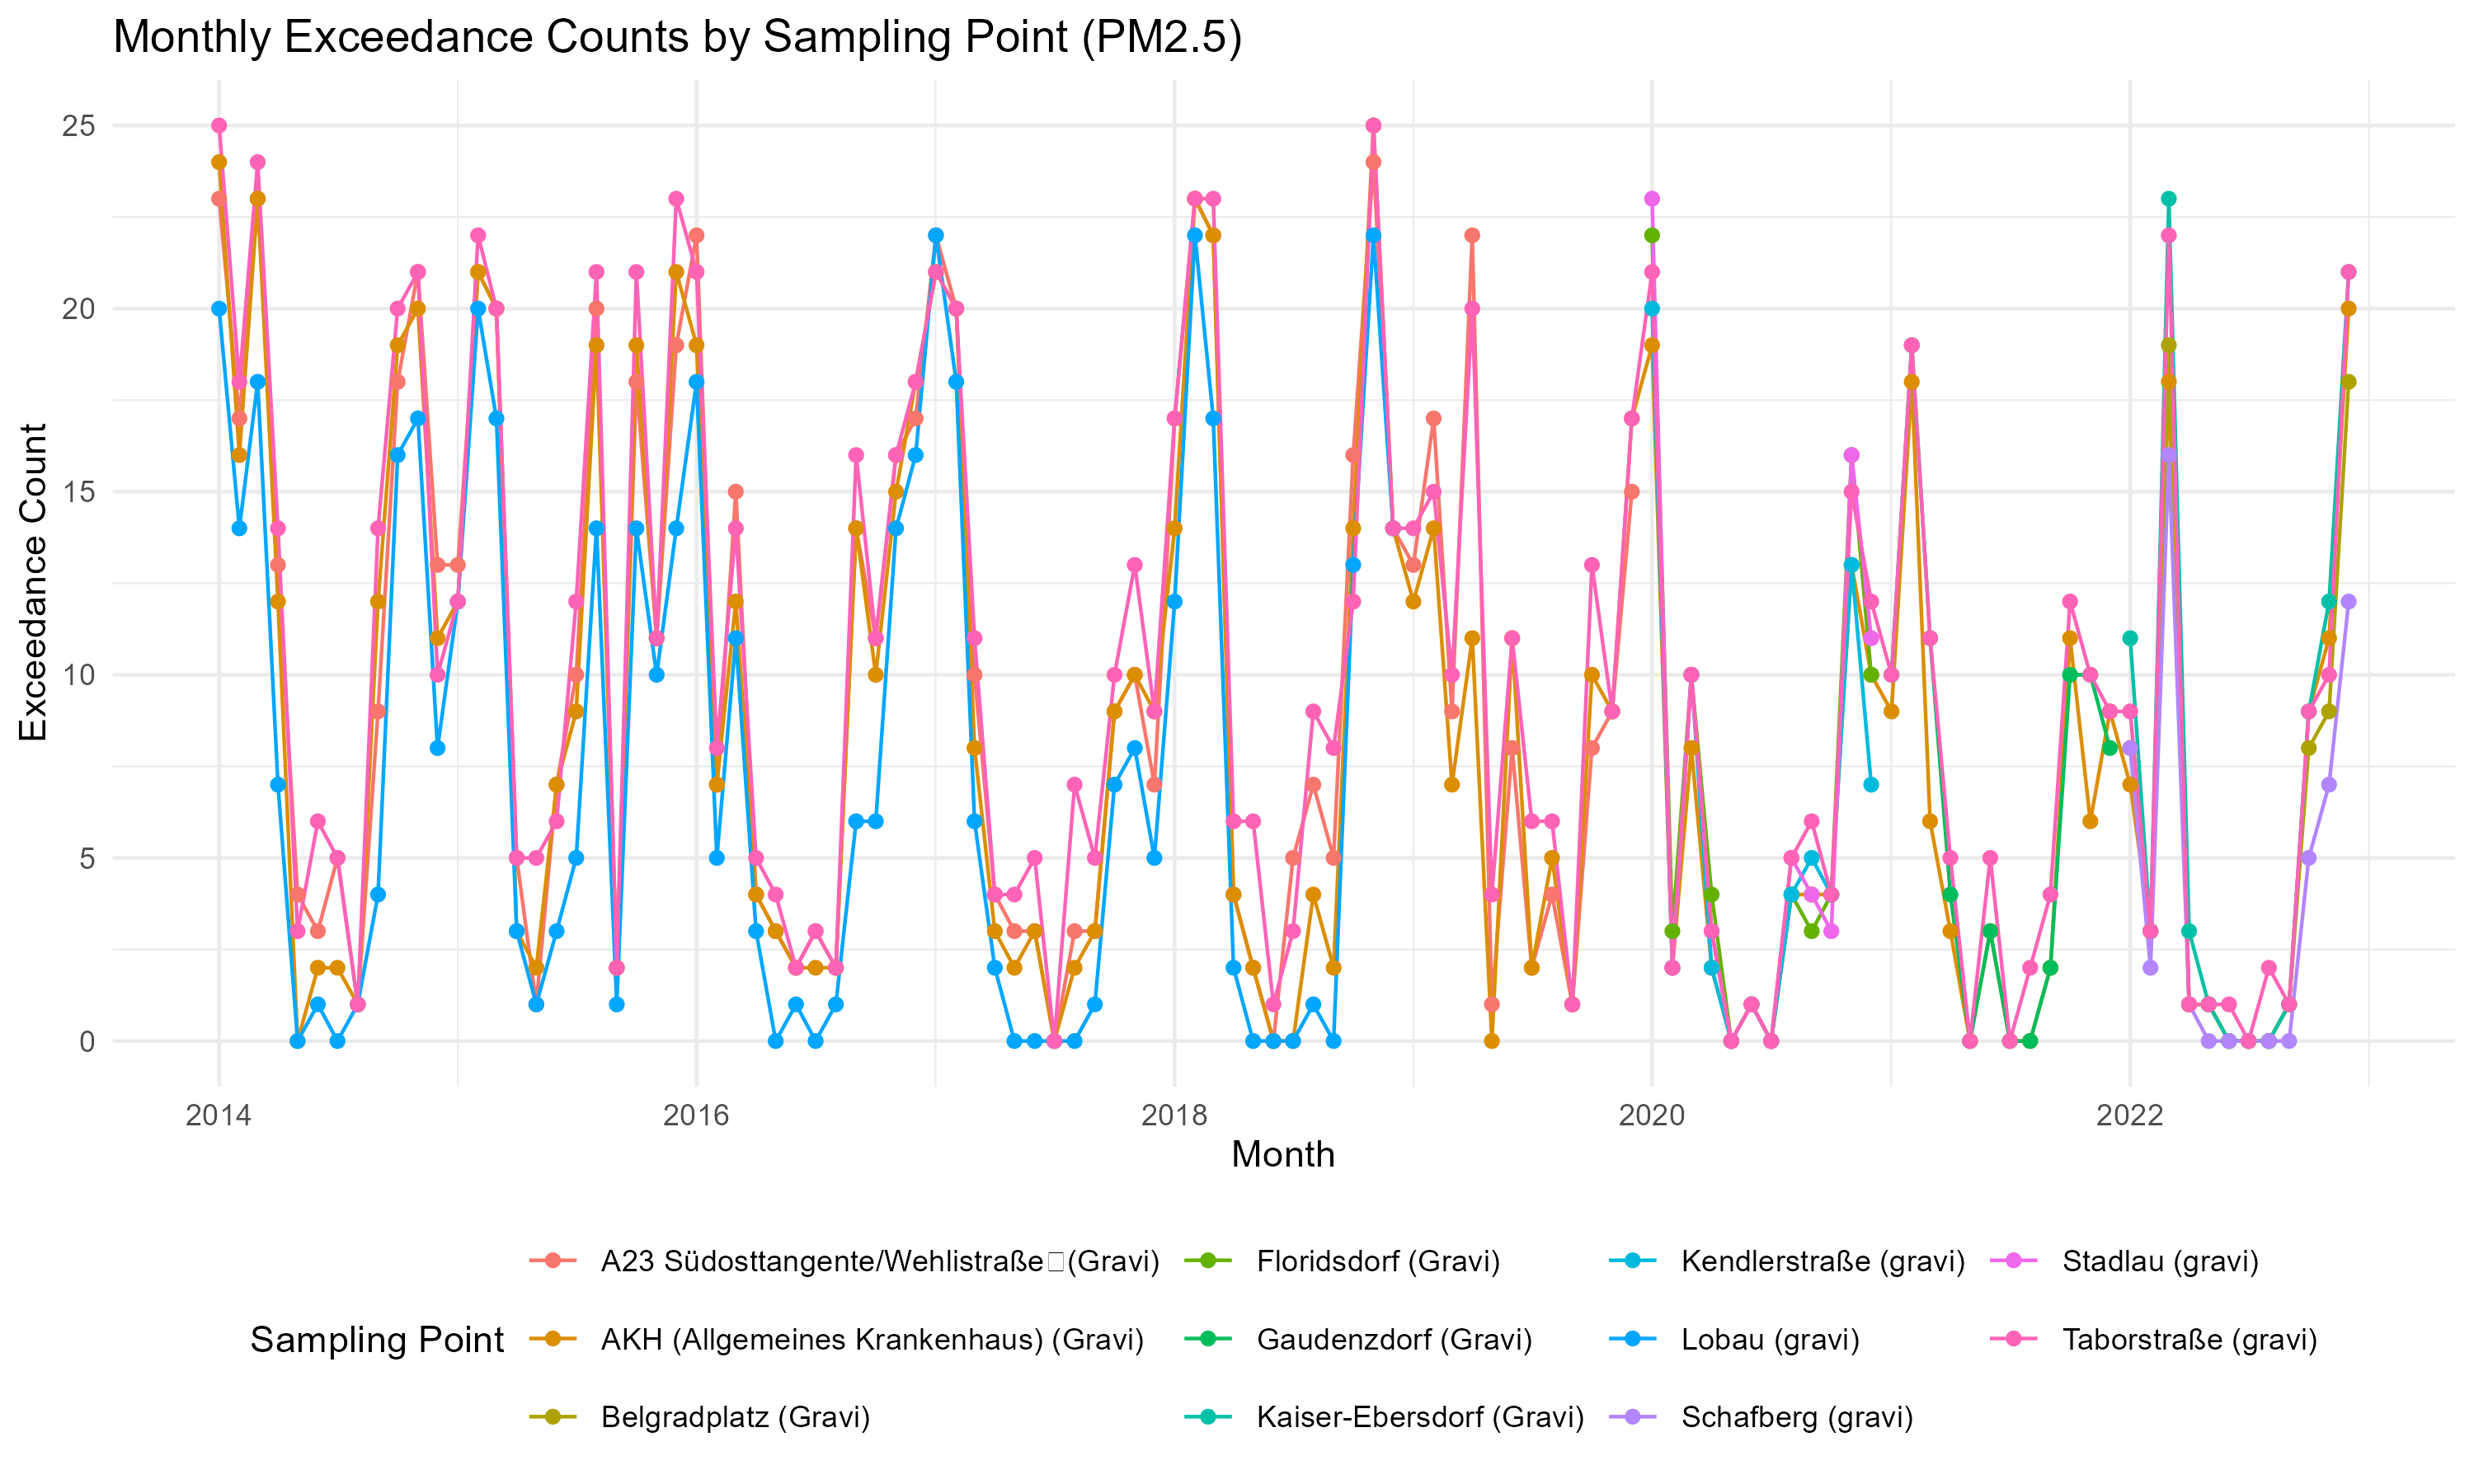 Monthly Exceedance Counts by Sampling Point (PM2.5)
25
20
15
10
5
0
Exceedance Count
2014 2016 2018 2020 2022
Month
Sampling Point
A23 Südosttangente/Wehlistraße□(Gravi)
AKH (Allgemeines Krankenhaus) (Gravi)
Belgradplatz (Gravi)
Floridsdorf (Gravi)
Gaudenzdorf (Gravi)
Kaiser-Ebersdorf (Gravi)
Kendlerstraße (gravi)
Lobau (gravi)
Schafberg (gravi)
Stadlau (gravi)
Taborstraße (gravi)